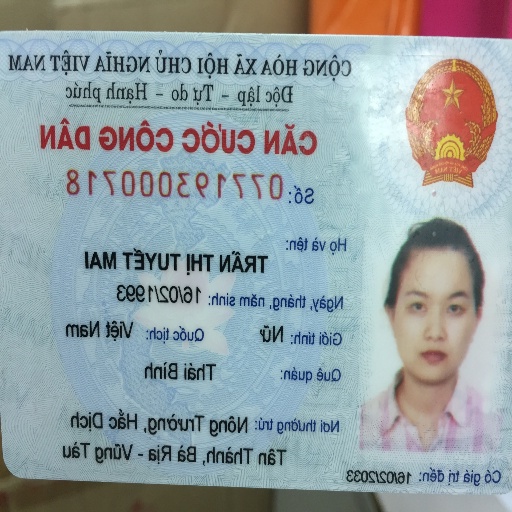 CỘNG HÒA XÃ HỘI CHỦ NGHĨA VIỆT NAM
Độc lập - Tự do - Hạnh phúc
CĂN CƯỚC CÔNG DÂN
Số: 077193000718
Họ và tên:
TRẦN THỊ TUYẾT MAI
Ngày, tháng, năm sinh: 16/02/1993
Giới tính: Nữ Quốc tịch: Việt Nam
Quê quán: Thái Bình
Nơi thường trú: Nông Trường, Hắc Dịch
Tân Thành, Bà Rịa - Vũng Tàu
Có giá trị đến: 16/02/2033
VIET NAM